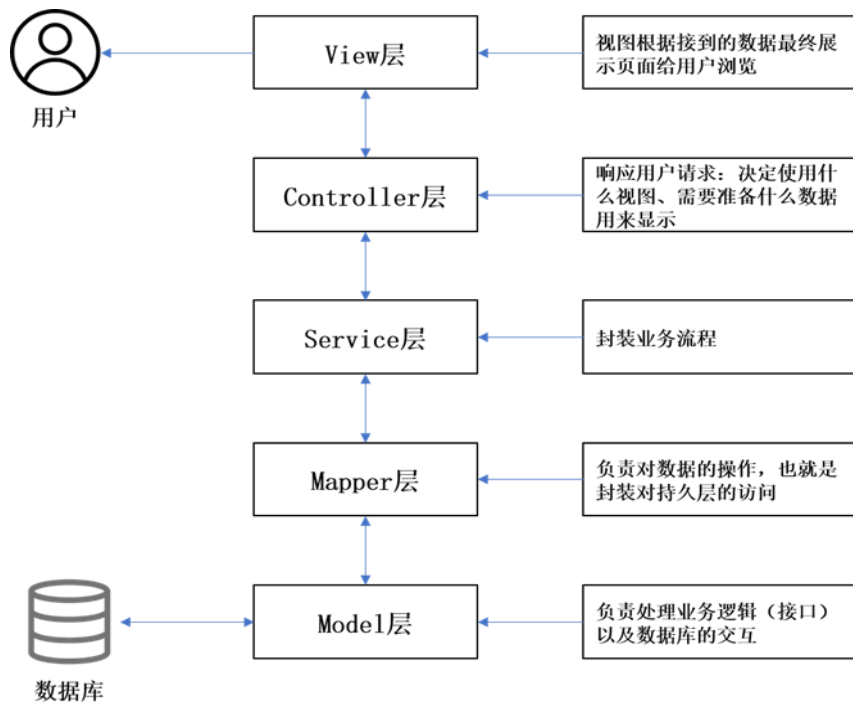 View层
视图根据接到的数据最终展
示页面给用户浏览
用户
Controller层
响应用户请求：决定使用什
么视图、需要准备什么数据
用来显示
Service层
封装业务流程
Mapper层
负责对数据的操作，也就是
封装对持久层的访问
Model层
负责处理业务逻辑（接口）
以及数据库的交互
数据库